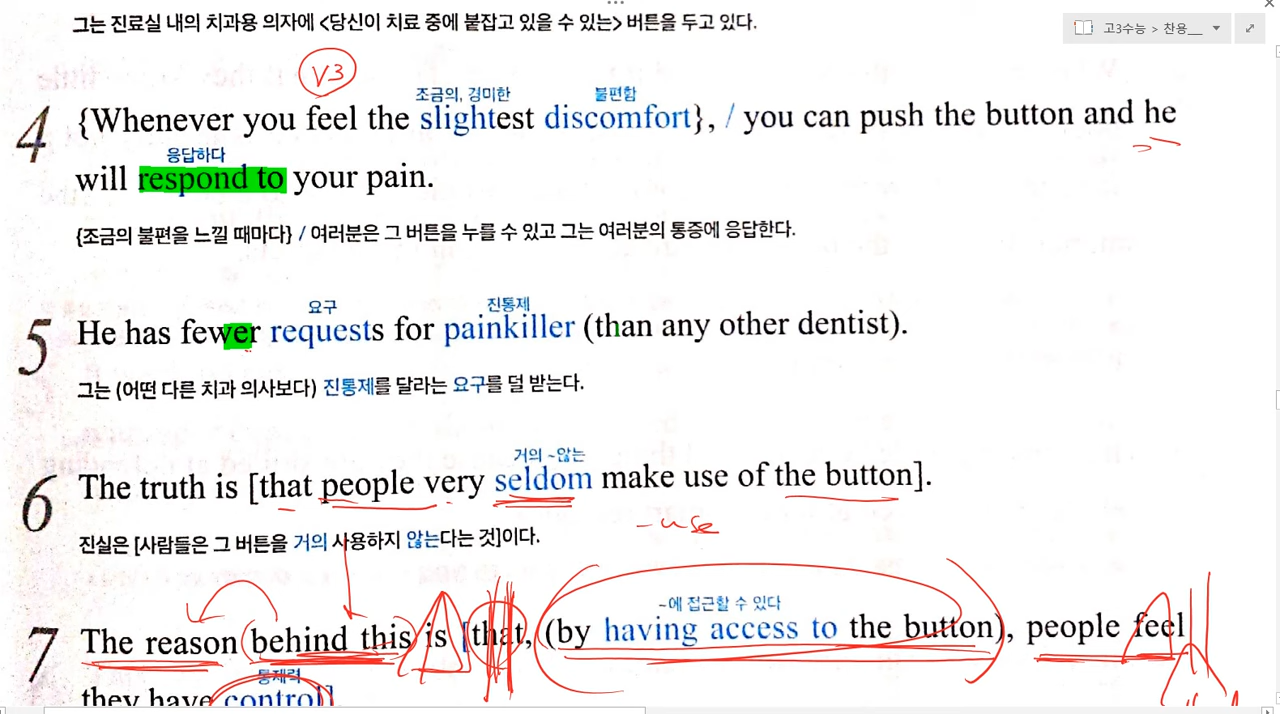 그는 진료실 내의 치과용 의자에 <당신이 치료 중에 붙잡고 있을 수 있는> 버튼을 두고 있다.
고3수능 > 찬용__
V3
조금의, 경미한 불편함
4 {Whenever you feel the slightest discomfort}, / you can push the button and he
응답하다
will respond to your pain.
{조금의 불편을 느낄 때마다} / 여러분은 그 버튼을 누를 수 있고 그는 여러분의 통증에 응답한다.
요구 진통제
5 He has fewer requests for painkiller (than any other dentist).
그는 (어떤 다른 치과 의사보다) 진통제를 달라는 요구를 덜 받는다.
거의 ~않는
6 The truth is [that people very seldom make use of the button].
use
진실은 [사람들은 그 버튼을 거의 사용하지 않는다는 것]이다.
~에 접근할 수 있다
7 The reason (behind this) is [that, (by having access to the button), people feel
통제력
they have control].